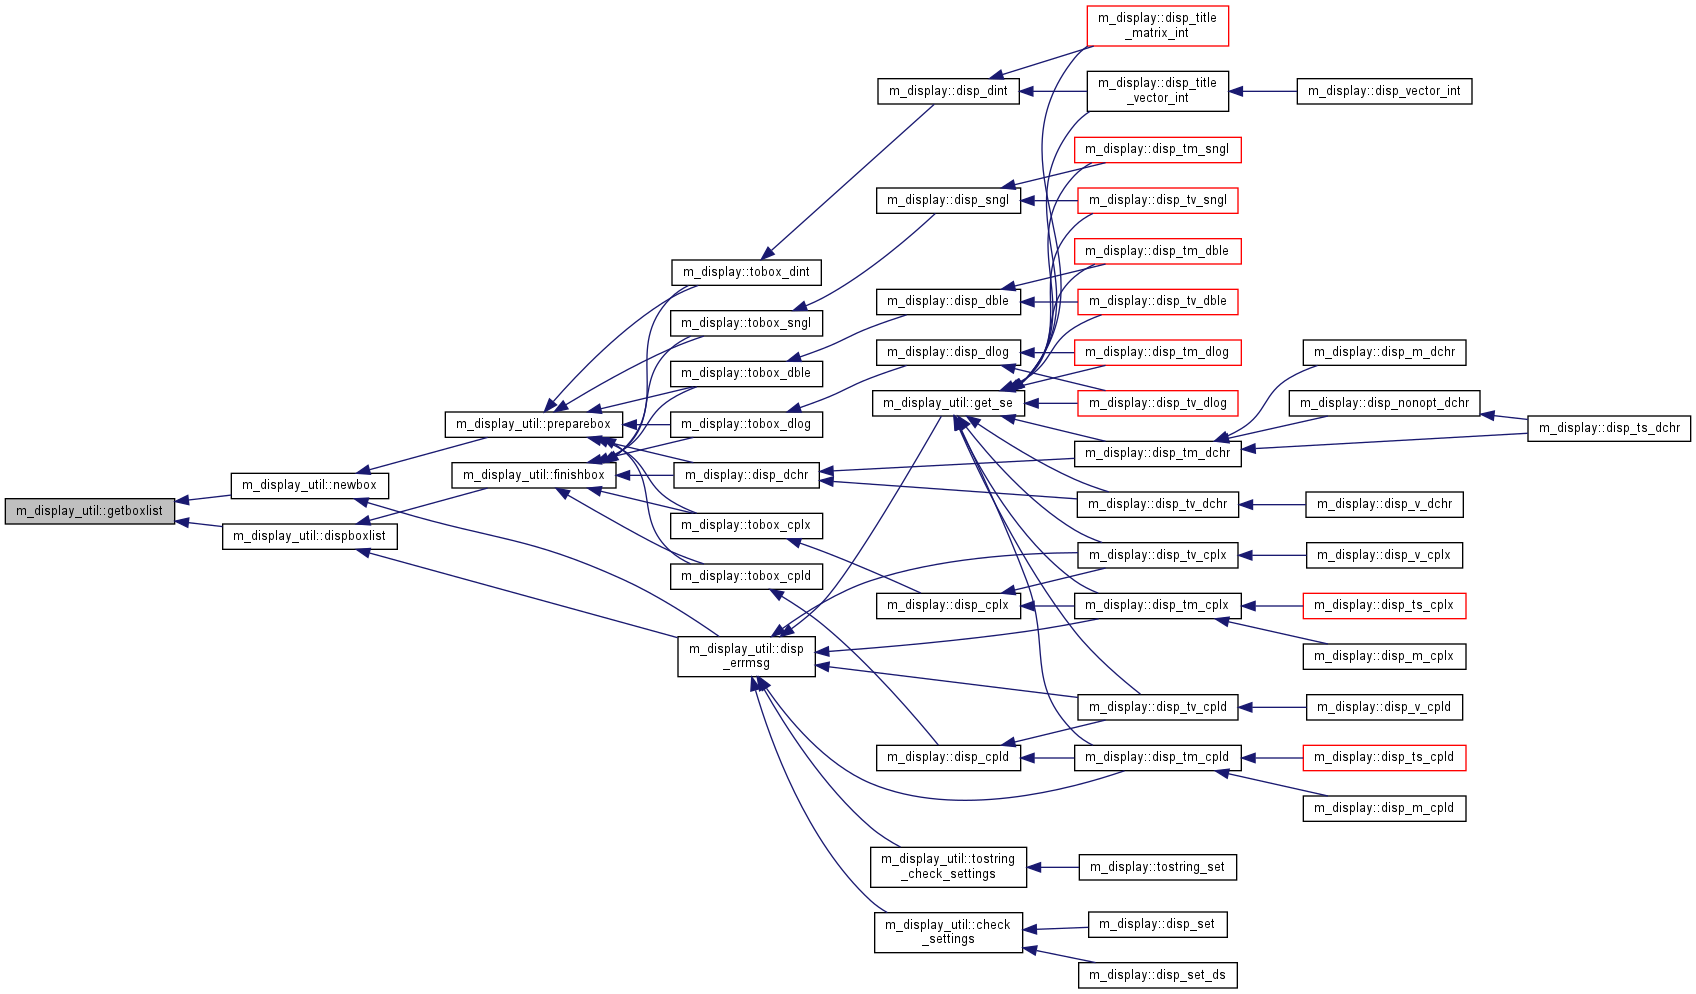 m_display_util::getboxlist
m_display_util::newbox
m_display_util::dispboxlist
m_display_util::preparebox
m_display_util::finishbox
m_display::tobox_dint
m_display::tobox_sngl
m_display::tobox_dble
m_display::tobox_dlog
m_display::disp_dchr
m_display::tobox_cplx
m_display::tobox_cpld
m_display_util::disp
_errmsg
m_display::disp_dint
m_display::disp_sngl
m_display::disp_dble
m_display::disp_dlog
m_display_util::get_se
m_display::disp_cplx
m_display::disp_cpld
m_display_util::tostring
_check_settings
m_display_util::check
_settings
m_display::disp_title
_matrix_int
m_display::disp_title
_vector_int
m_display::disp_tm_sngl
m_display::disp_tv_sngl
m_display::disp_tm_dble
m_display::disp_tv_dble
m_display::disp_tm_dlog
m_display::disp_tv_dlog
m_display::disp_tm_dchr
m_display::disp_tv_dchr
m_display::disp_tv_cplx
m_display::disp_tm_cplx
m_display::disp_tv_cpld
m_display::disp_tm_cpld
m_display::tostring_set
m_display::disp_set
m_display::disp_set_ds
m_display::disp_vector_int
m_display::disp_m_dchr
m_display::disp_nonopt_dchr
m_display::disp_v_dchr
m_display::disp_v_cplx
m_display::disp_ts_cplx
m_display::disp_m_cplx
m_display::disp_v_cpld
m_display::disp_ts_cpld
m_display::disp_m_cpld
m_display::disp_ts_dchr